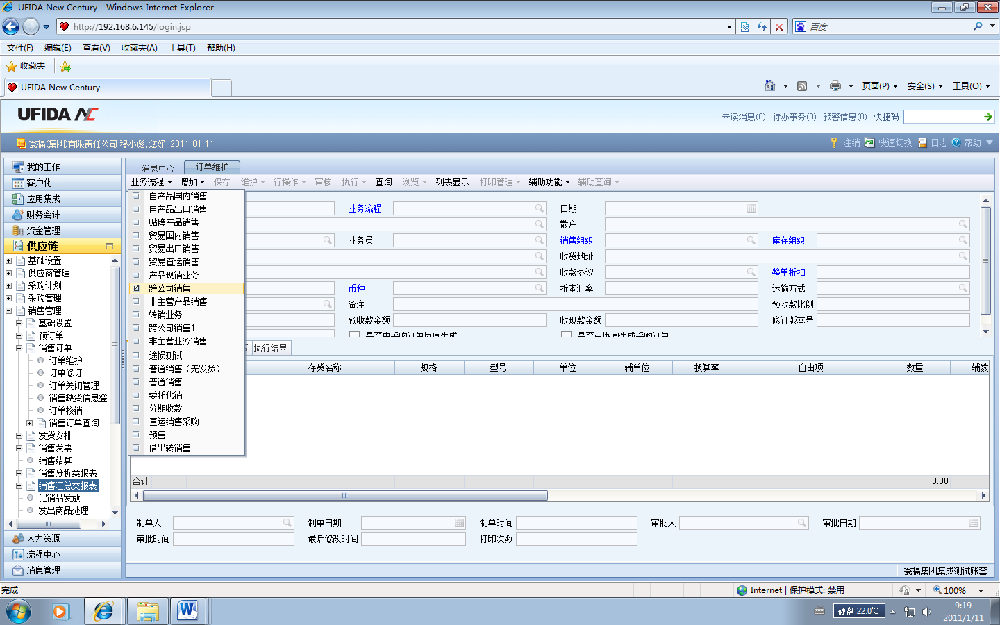 UFIDA New Century - Windows Internet Explorer
http://192.168.6.145/login.jsp
百度
文件(F) 编辑(E) 查看(V) 收藏夹(A) 工具(T) 帮助(H)
收藏夹
UFIDA New Century
页面(P) 安全(S) 工具(O)
UFIDA NC
未读消息(0) 待办事务(0) 预警信息(0) 快捷码
瓮福(集团)有限责任公司 穆小彪, 您好! 2011-01-11
注销 快速切换 日志 帮助
我的工作
客户化
应用集成
财务会计
资金管理
供应链
基础设置
供应商管理
采购计划
采购管理
销售管理
基础设置
预订单
销售订单
订单维护
订单修订
订单关闭管理
销售缺货信息登
订单核销
销售订单查询
发货安排
销售发票
销售结算
销售分析类报表
销售汇总类报表
促销品发放
发出商品处理
人力资源
流程中心
消息管理
消息中心 订单维护
业务流程 增加 保存 维护 行操作 审核 执行 查询 浏览 列表显示 打印管理 辅助功能 辅助查询
自产品国内销售
自产品出口销售
贴牌产品销售
贸易国内销售
贸易出口销售
贸易直运销售
产品现销业务
跨公司销售
非主营产品销售
转销业务
跨公司销售1
非主营业务销售
途损测试
普通销售（无发货）
普通销售
委托代销
分期收款
直运销售采购
预售
借出转销售
业务流程 日期
散户
业务员 销售组织 库存组织
收货地址
收款协议 整单折扣
币种 折本汇率 运输方式
备注 预收款比例
预收款金额 收现款金额 修订版本号
是否由采购订单协同生成 是否已协同生成采购订单
执行结果
存货名称 规格 型号 单位 辅单位 换算率 自由项 数量 辅数
合计 0.00
制单人 制单日期 制单时间 审批人 审批日期
审批时间 最后修改时间 打印次数
瓮福集团集成测试账套
完成
Internet | 保护模式: 禁用
100%
硬盘:22.0℃
9:19
2011/1/11